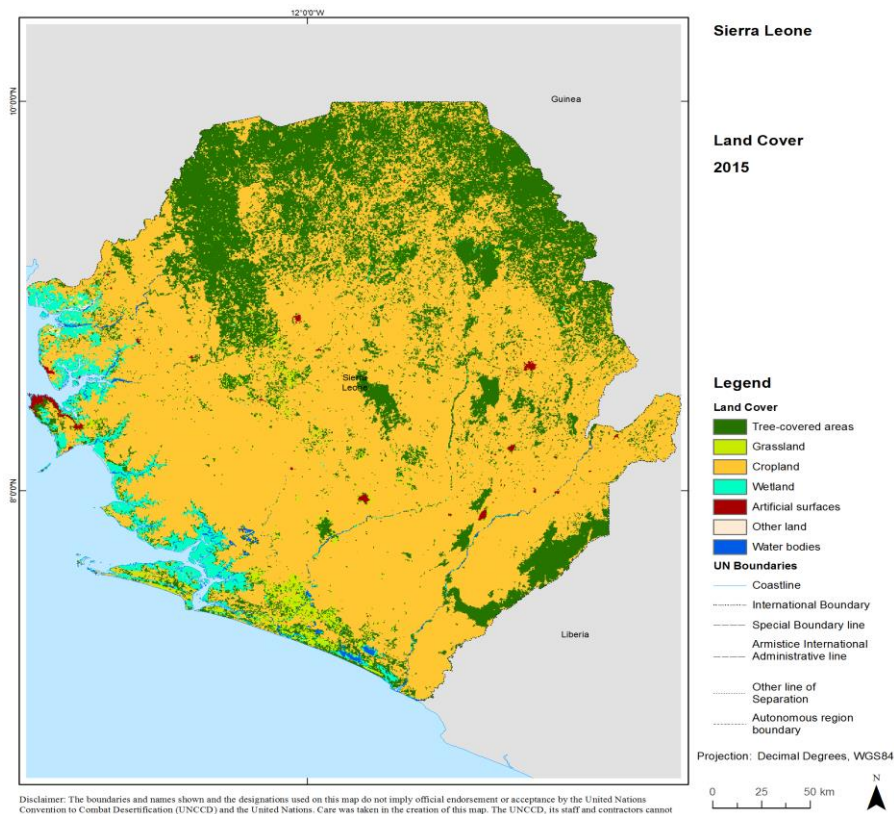 12°0'0"W
Sierra Leone
10°0'0"N
Guinea
Land Cover
2015
Sierra
Leone
Legend
Land Cover
Tree-covered areas
Grassland
Cropland
Wetland
Artificial surfaces
Other land
Water bodies
8°0'0"N
UN Boundaries
Coastline
International Boundary
Special Boundary line
Armistice International
Administrative line
Other line of
Separation
Autonomous region
boundary
Liberia
Projection: Decimal Degrees, WGS84
N
0 25 50 km
Disclaimer: The boundaries and names shown and the designations used on this map do not imply official endorsement or acceptance by the United Nations
Convention to Combat Desertification (UNCCD) and the United Nations. Care was taken in the creation of this map. The UNCCD, its staff and contractors cannot